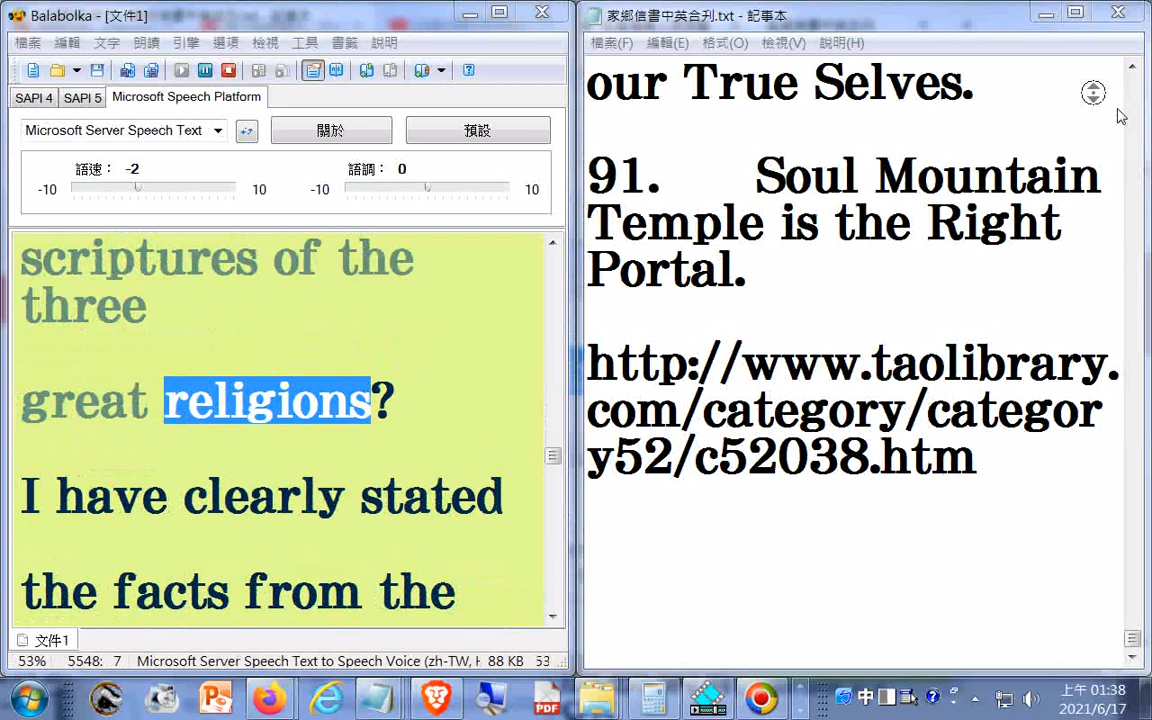 Balabolka - [文件1]
檔案 編輯 文字 朗讀 引擎 選項 檢視 工具 書籤 說明
SAPI 4 SAPI 5 Microsoft Speech Platform
Microsoft Server Speech Text
關於
預設
語速： -2
語調： 0
-10 10
-10 10
scriptures of the
three
great religions?
I have clearly stated
the facts from the
文件1
53% 5548: 7 Microsoft Server Speech Text to Speech Voice (zh-TW, H 88 KB 53
家鄉信書中英合刋.txt - 記事本
檔案(F) 編輯(E) 格式(O) 檢視(V) 說明(H)
our True Selves.
91. Soul Mountain
Temple is the Right
Portal.
http://www.taolibrary.
com/category/categor
y52/c52038.htm
PDF
中
上午 01:38
2021/6/17